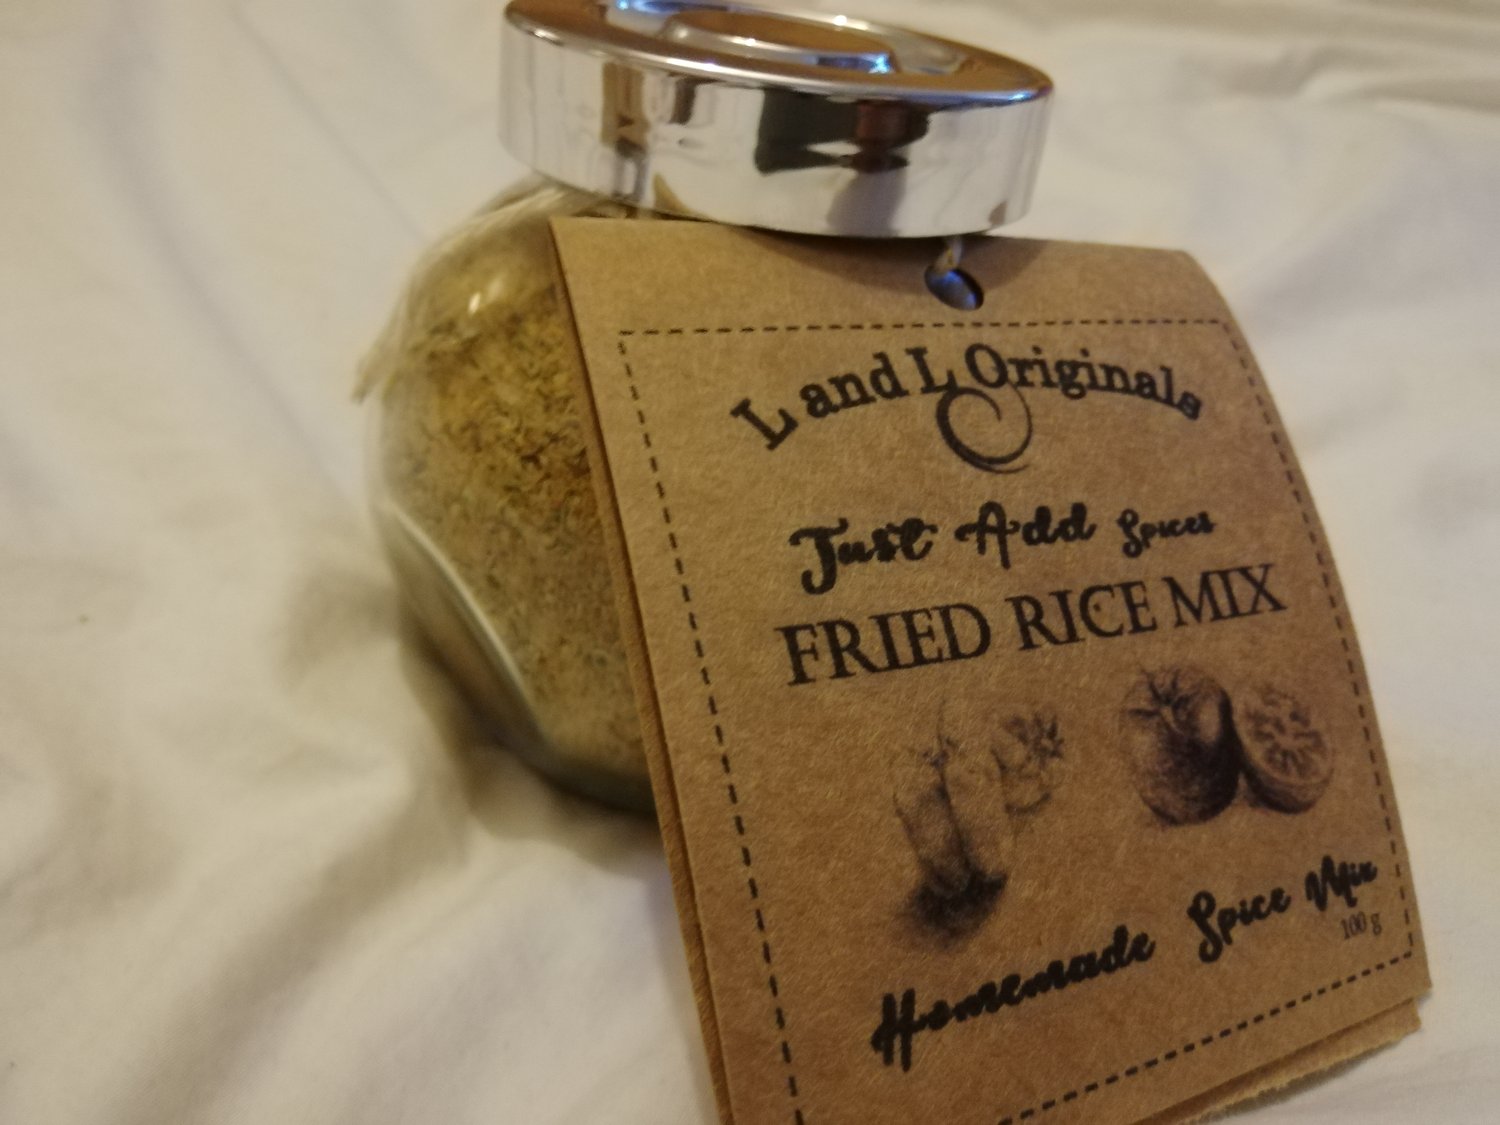 L and L Originals
Just Add Spices
FRIED RICE MIX
Homemade Spice Mix
100 g